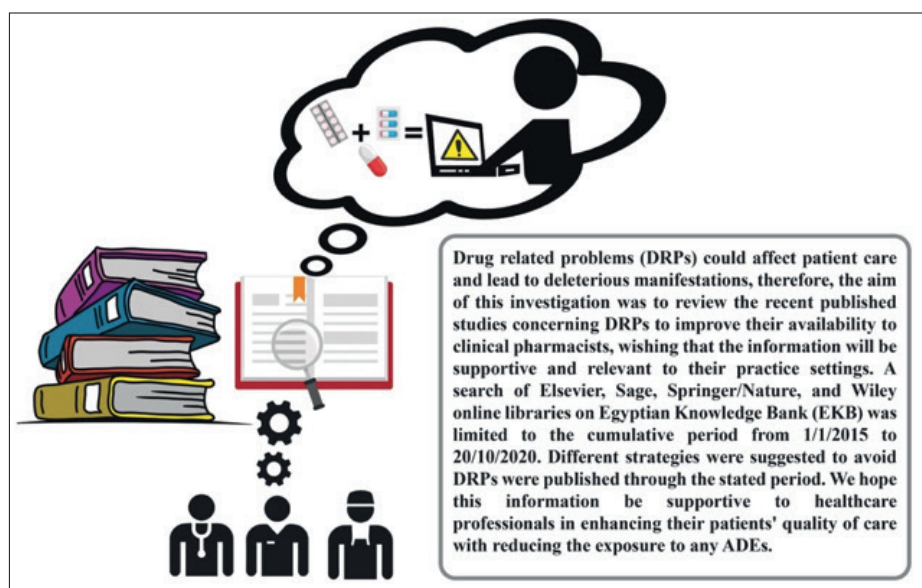 Drug related problems (DRPs) could affect patient care
and lead to deleterious manifestations, therefore, the aim
of this investigation was to review the recent published
studies concerning DRPs to improve their availability to
clinical pharmacists, wishing that the information will be
supportive and relevant to their practice settings. A
search of Elsevier, Sage, Springer/Nature, and Wiley
online libraries on Egyptian Knowledge Bank (EKB) was
limited to the cumulative period from 1/1/2015 to
20/10/2020. Different strategies were suggested to avoid
DRPs were published through the stated period. We hope
this information be supportive to healthcare
professionals in enhancing their patients' quality of care
with reducing the exposure to any ADEs.